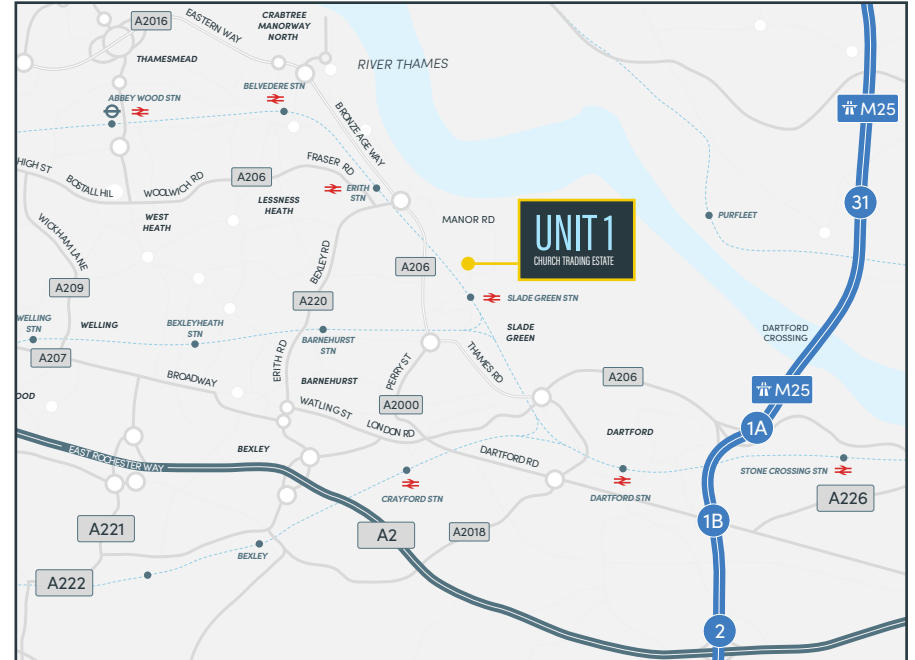 A2016
EASTERN WAY
CRABTREE
MANORWAY
NORTH
THAMESMEAD
RIVER THAMES
M25
BELVEDERE STN
ABBEY WOOD STN
BRONZE AGE WAY
HIGH ST
BOSTALL HIL
WOOLWICH RD
A206
FRASER RD
ERITH
STN
LESSNESS
HEATH
WEST
HEATH
WICKHAM LANE
MANOR RD
UNIT 1
CHURCH TRADING ESTATE
31
PURFLEET
BEXLEY RD
A206
A209
A220
SLADE GREEN STN
WELLING
STN
WELLING
BEXLEYHEATH
STN
BARNEHURST
STN
SLADE
GREEN
DARTFORD
CROSSING
A207
ERITH RD
PERRY ST
THAMES RD
BROADWAY
BARNEHURST
A206
M25
OOD
A2000
WATLING ST
LONDON RD
1A
DARTFORD
EAST ROCHESTER WAY
BEXLEY
DARTFORD RD
CRAYFORD STN
DARTFORD STN
STONE CROSSING STN
A226
1B
A221
A2
A2018
BEXLEY
A222
2